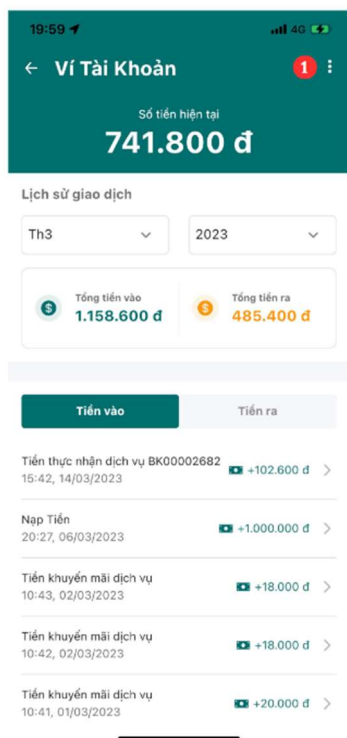 19:59 4G
Ví Tài Khoản 1
Số tiền hiện tại
741.800 đ
Lịch sử giao dịch
Th3 2023
Tổng tiền vào Tổng tiền ra
1.158.600 đ 485.400 đ
Tiền vào Tiền ra
Tiền thực nhận dịch vụ BK00002682 +102.600 đ
15:42, 14/03/2023
Nạp Tiền +1.000.000 đ
20:27, 06/03/2023
Tiền khuyến mãi dịch vụ +18.000 đ
10:43, 02/03/2023
Tiền khuyến mãi dịch vụ +18.000 đ
10:42, 02/03/2023
Tiền khuyến mãi dịch vụ +20.000 đ
10:41, 01/03/2023